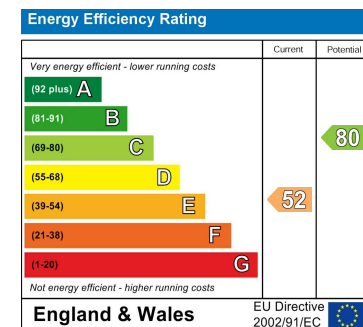 Energy Efficiency Rating
Current Potential
Very energy efficient - lower running costs
(92 plus) A
(81-91) B
(69-80) C
80
(55-68) D
(39-54) E
52
(21-38) F
(1-20) G
Not energy efficient - higher running costs
England & Wales
EU Directive
2002/91/EC